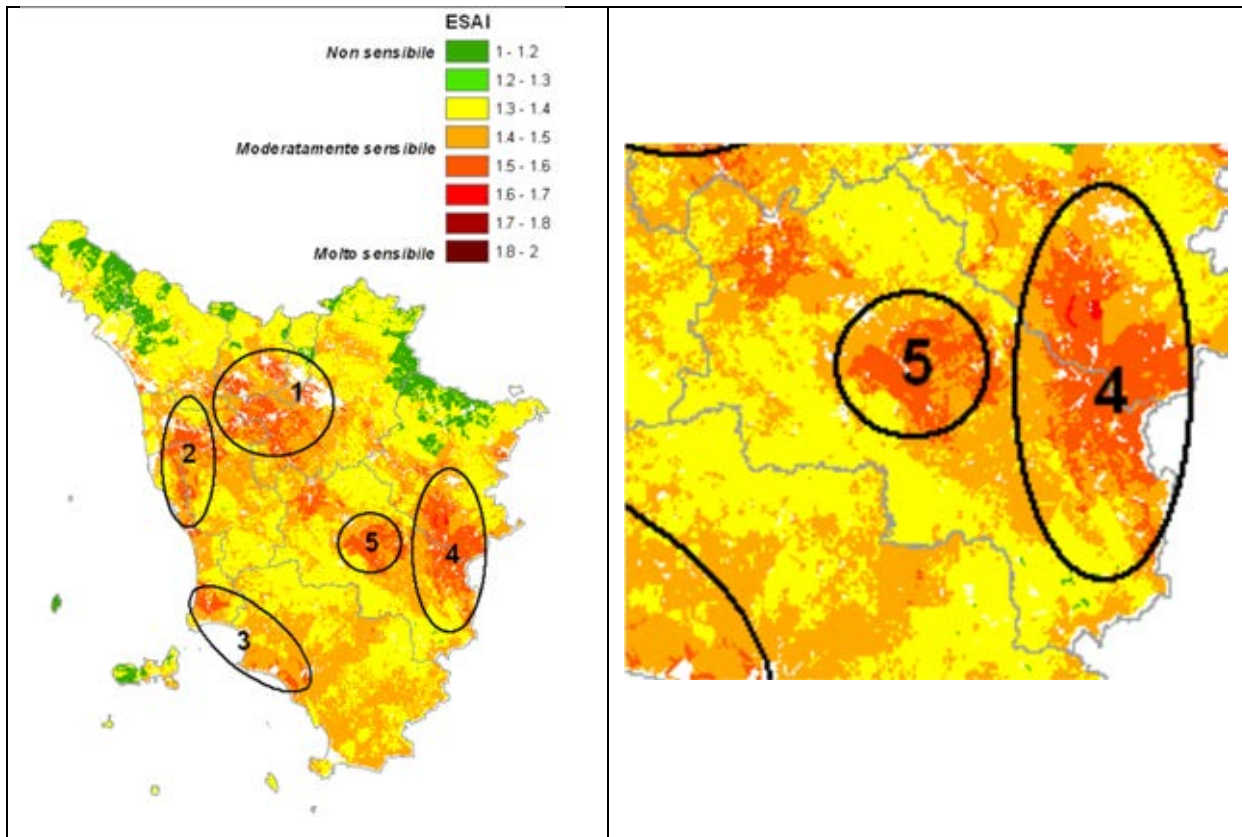 ESAI
Non sensibile 1 - 1.2
1.2 - 1.3
1.3 - 1.4
Moderatamente sensibile 1.4 - 1.5
1.5 - 1.6
1.6 - 1.7
1.7 - 1.8
Molto sensibile 1.8 - 2
1
2
5
4
3
5
4